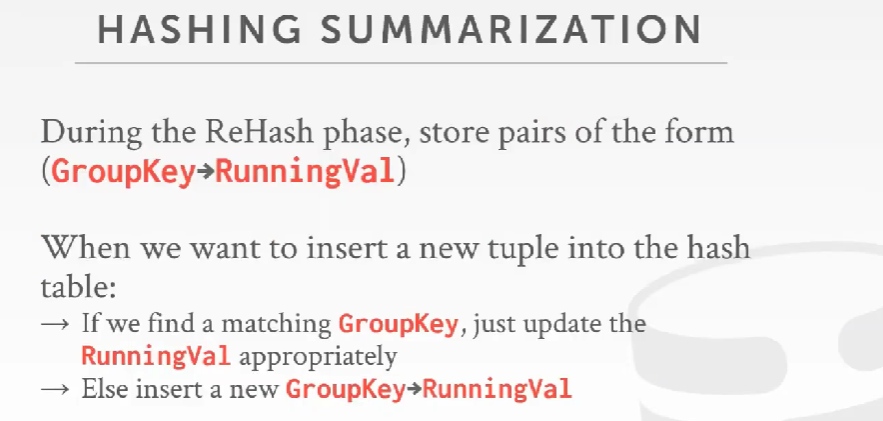 HASHING SUMMARIZATION
During the ReHash phase, store pairs of the form
(GroupKey→RunningVal)
When we want to insert a new tuple into the hash
table:
→ If we find a matching GroupKey, just update the
RunningVal appropriately
→ Else insert a new GroupKey→RunningVal